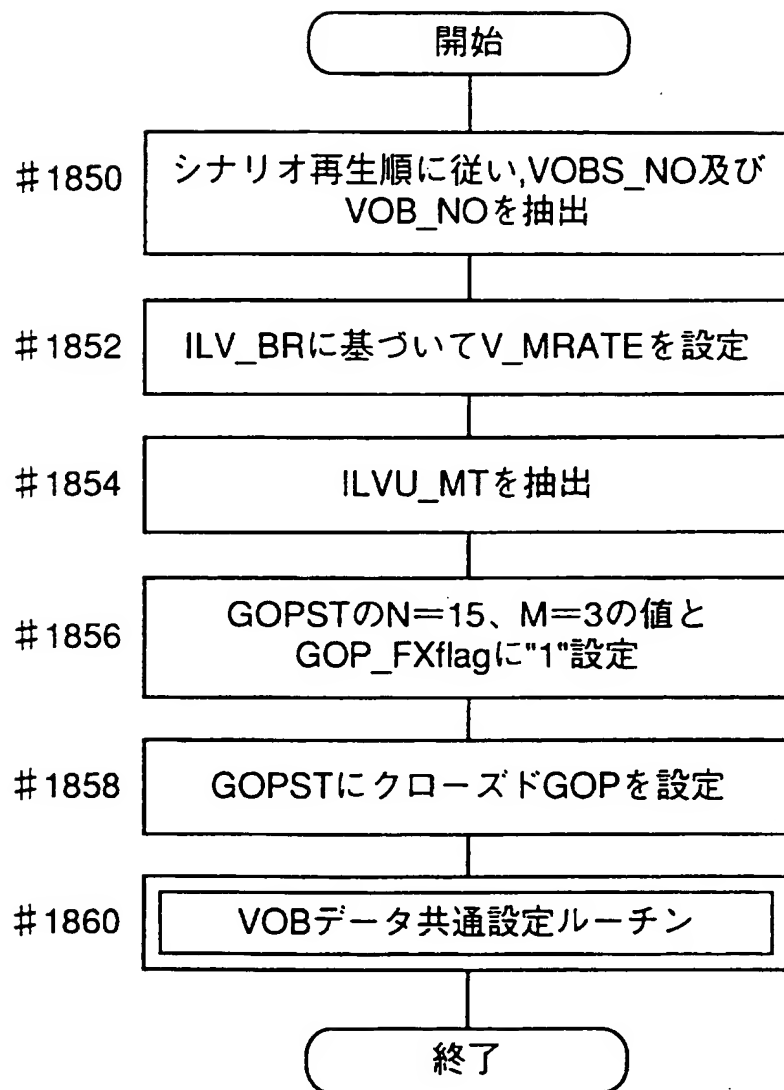 開始
#1850
シナリオ再生順に従い,VOBS_NO及び
VOB_NOを抽出
#1852
ILV_BRに基づいてV_MRATEを設定
#1854
ILVU_MTを抽出
#1856
GOPSTのN=15、M=3の値と
GOP_FXflagに"1"設定
#1858
GOPSTにクローズドGOPを設定
#1860
VOBデータ共通設定ルーチン
終了